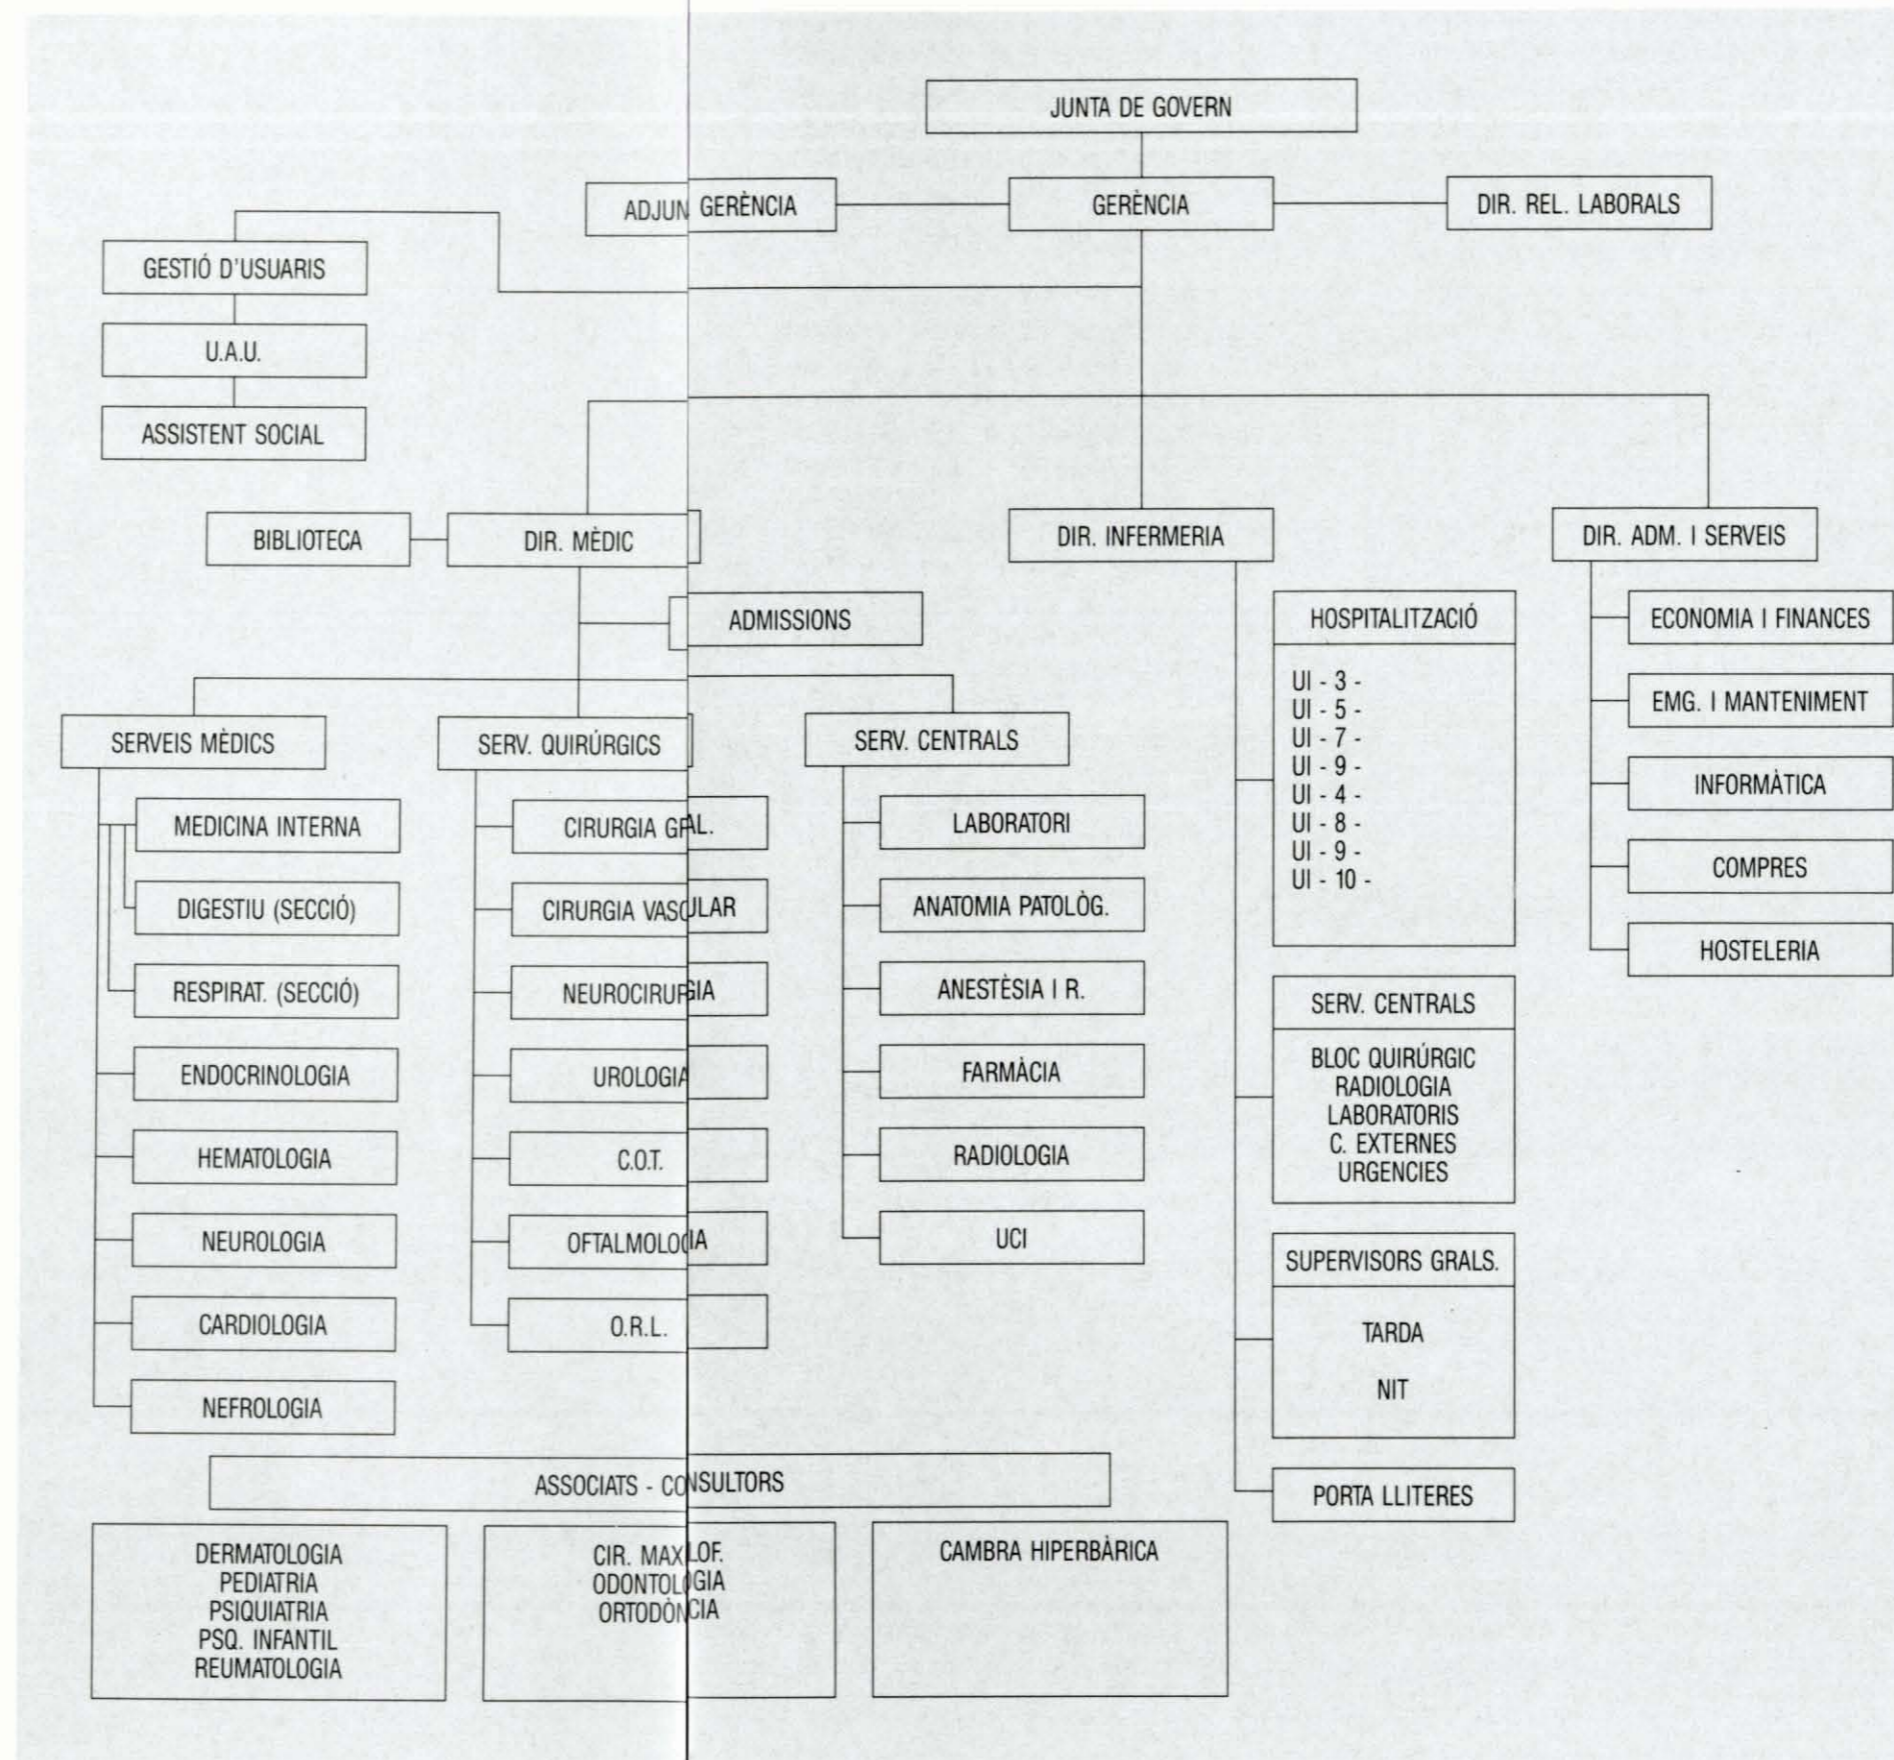 JUNTA DE GOVERN
ADJUN GERÈNCIA
GERÈNCIA
DIR. REL. LABORALS
GESTIÓ D'USUARIS
U.A.U.
ASSISTENT SOCIAL
BIBLIOTECA
DIR. MÈDIC
DIR. INFERMERIA
DIR. ADM. I SERVEIS
ADMISSIONS
SERVEIS MÈDICS
MEDICINA INTERNA
DIGESTIU (SECCIÓ)
RESPIRAT. (SECCIÓ)
ENDOCRINOLOGIA
HEMATOLOGIA
NEUROLOGIA
CARDIOLOGIA
NEFROLOGIA
SERV. QUIRÚRGICS
CIRURGIA GRAL.
CIRURGIA VASCULAR
NEUROCIRURGIA
UROLOGIA
C.O.T.
OFTALMOLOGIA
O.R.L.
SERV. CENTRALS
LABORATORI
ANATOMIA PATOLÒG.
ANESTÈSIA I R.
FARMÀCIA
RADIOLOGIA
UCI
HOSPITALITZACIÓ
UI - 3 -
UI - 5 -
UI - 7 -
UI - 9 -
UI - 4 -
UI - 8 -
UI - 9 -
UI - 10 -
SERV. CENTRALS
BLOC QUIRÚRGIC
RADIOLOGIA
LABORATORIS
C. EXTERNES
URGENCIES
SUPERVISORS GRALS.
TARDA
NIT
PORTA LLITERES
ECONOMIA I FINANCES
EMG. I MANTENIMENT
INFORMÀTICA
COMPRES
HOSTELERIA
ASSOCIATS - CONSULTORS
DERMATOLOGIA
PEDIATRIA
PSIQUIATRIA
PSQ. INFANTIL
REUMATOLOGIA
CIR. MAXILOF.
ODONTOLOGIA
ORTODÒNCIA
CAMBRA HIPERBÀRICA